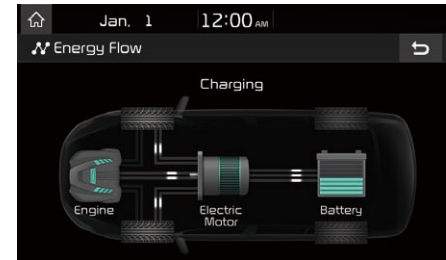 Jan. 1 12:00 AM
Energy Flow
Charging
Engine
Electric
Motor
Battery